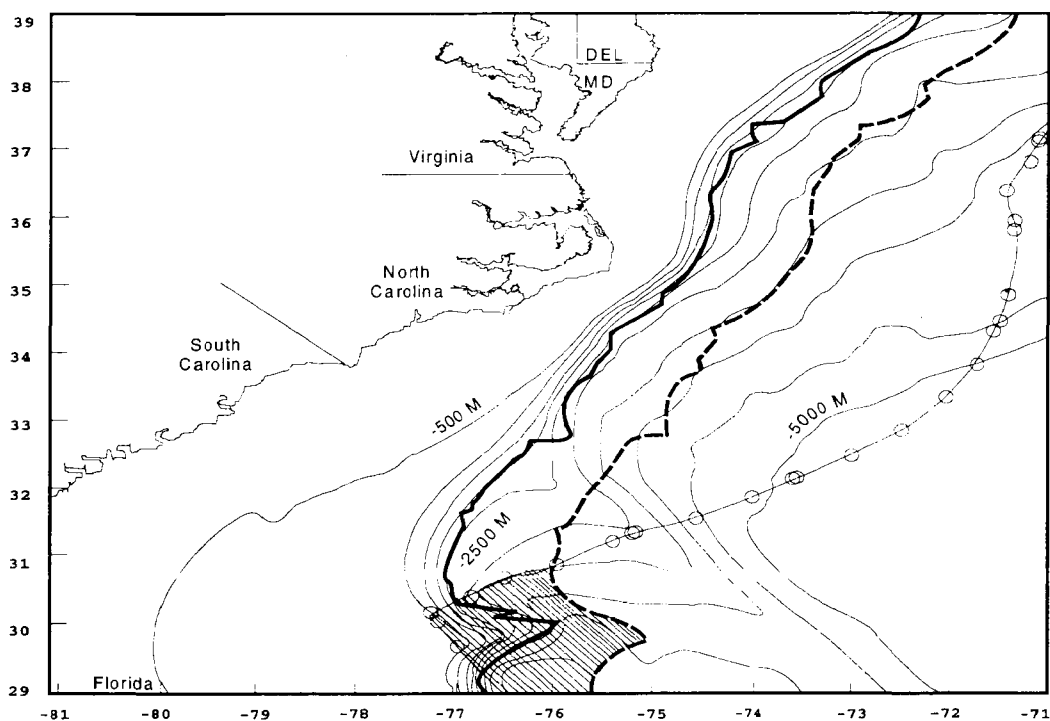 39
38
37
36
35
34
33
32
31
30
29
DEL
MD
Virginia
North
Carolina
South
Carolina
-500 M
-5000 M
-2500 M
Florida
-81
-80
-79
-78
-77
-76
-75
-74
-73
-72
-71